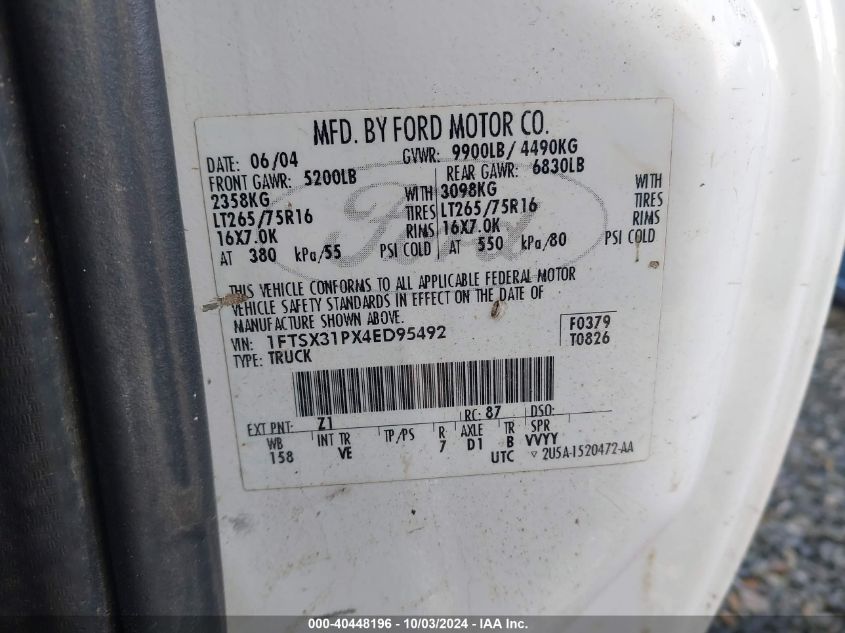 MFD. BY FORD MOTOR CO.
DATE: 06/04 GVWR: 9900LB/ 4490KG
FRONT GAWR: 5200LB REAR GAWR: 6830LB
2358KG WITH 3098KG WITH
LT265/75R16 TIRES LT265/75R16 TIRES
16X7.0K RIMS 16X7.0K RIMS
AT 380 kPa/55 PSI COLD AT 550 kPa/80 PSI COLD
Ford
THIS VEHICLE CONFORMS TO ALL APPLICABLE FEDERAL MOTOR
VEHICLE SAFETY STANDARDS IN EFFECT ON THE DATE OF
MANUFACTURE SHOWN ABOVE.
VIN: 1FTSX31PX4ED95492 F0379
TYPE: TRUCK T0826
EXT PNT: Z1 RC: 87 DSO:
WB INT TR TP/PS R AXLE TR SPR
158 VE 7 D1 B VVYY
UTC ▽ 2U5A-1520472-AA
000-40448196 - 10/03/2024 - IAA Inc.